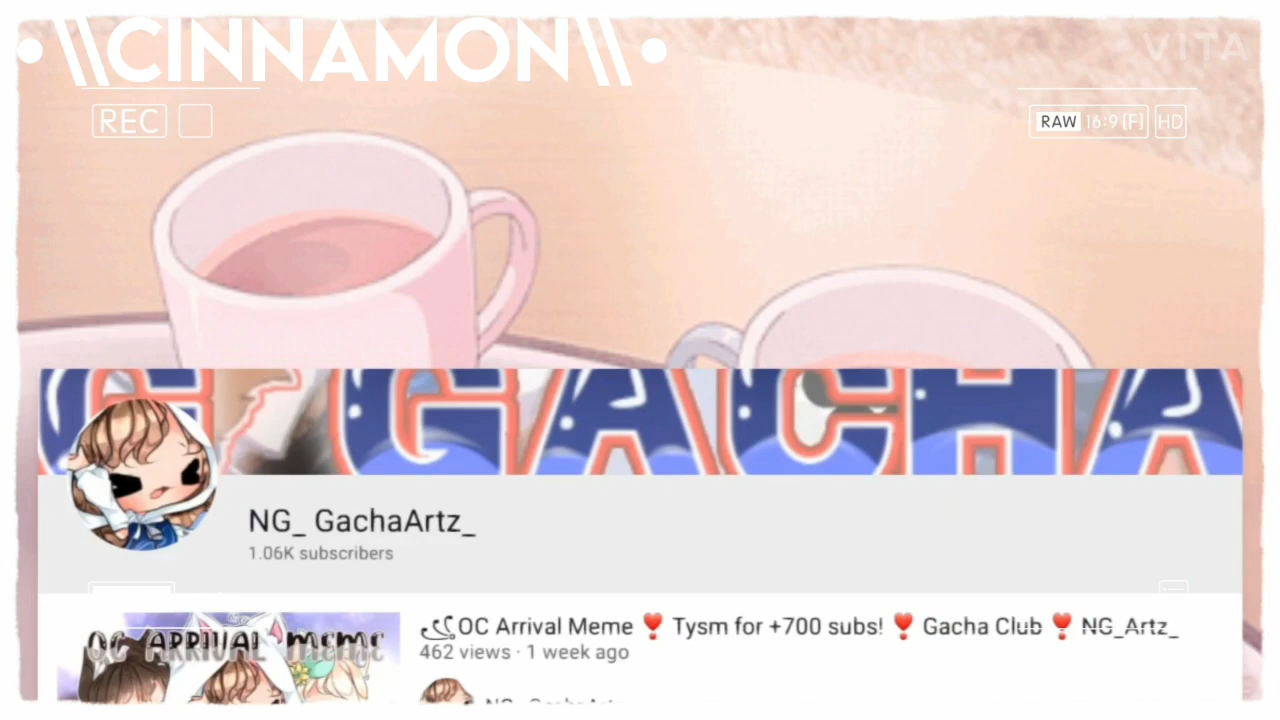 •\\CINNAMON\\•
VITA
REC
RAW 16:9 [F] HD
G GACHA
NG_ GachaArtz_
1.06K subscribers
OC ARRIVAL MEME
OC Arrival Meme ❣ Tysm for +700 subs! ❣ Gacha Club ❣ NG_Artz_
462 views · 1 week ago